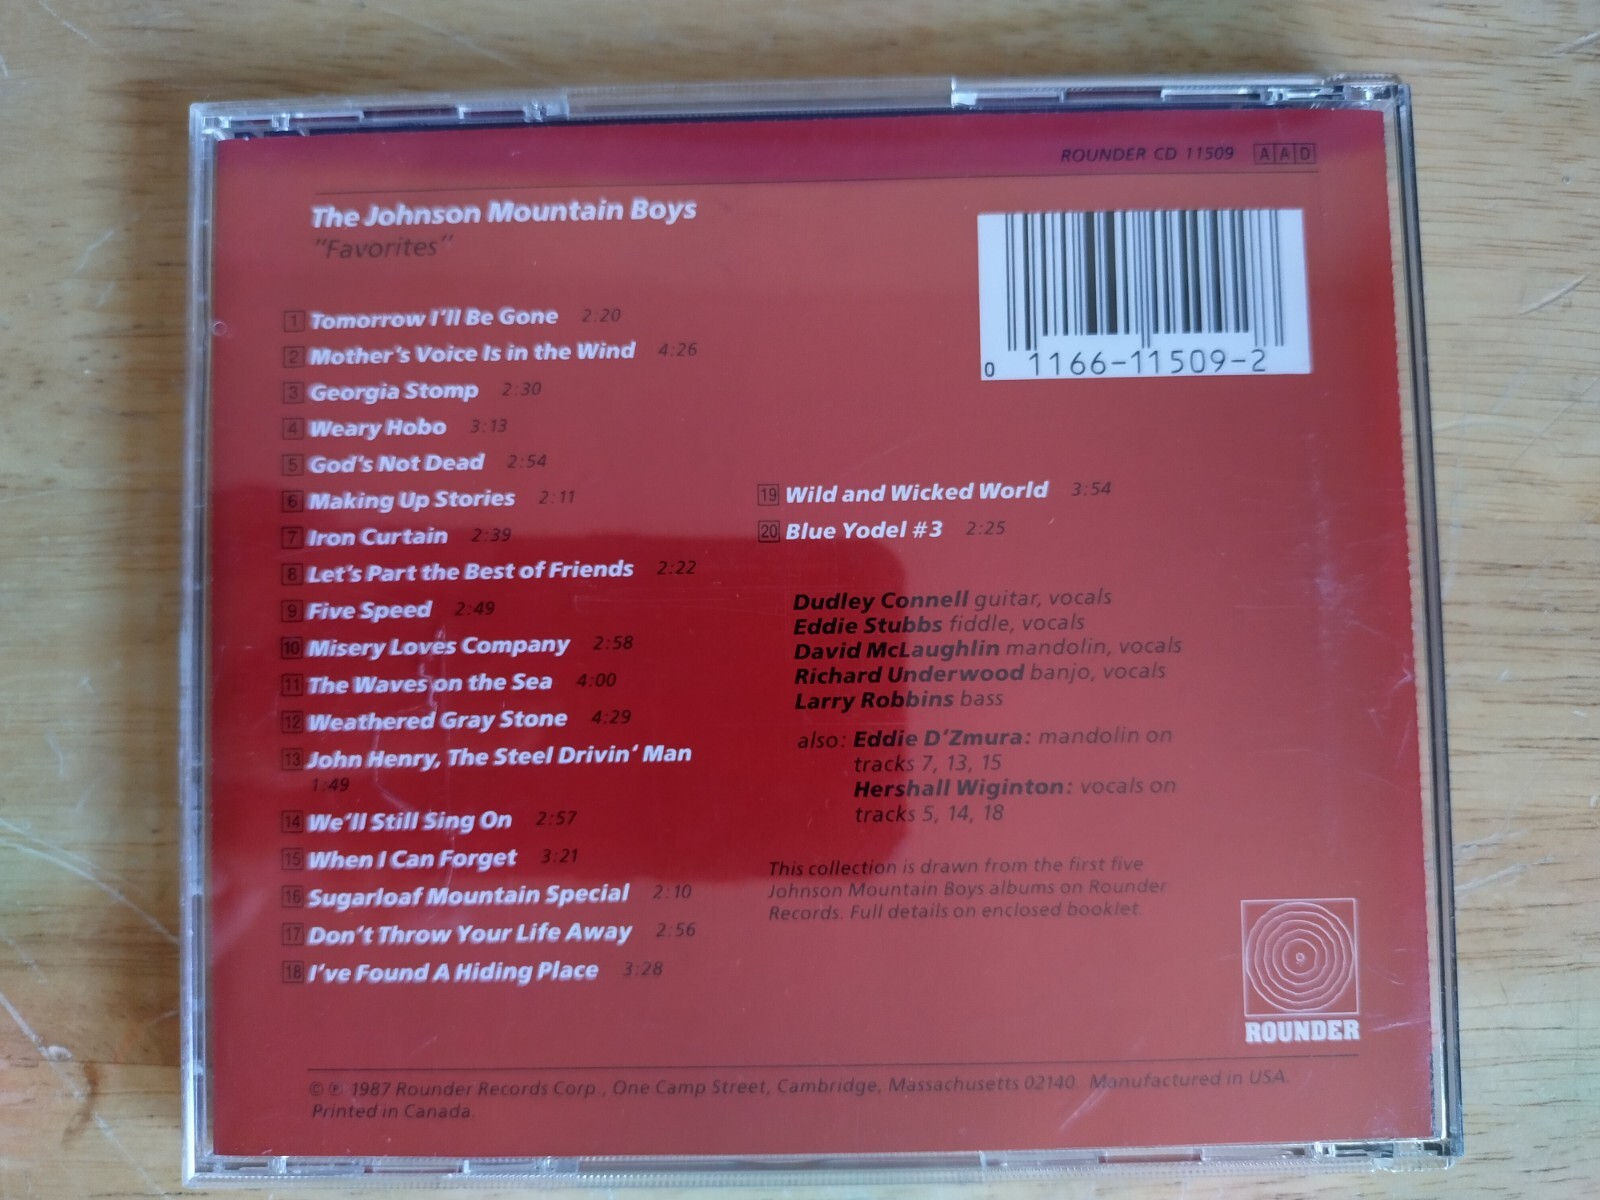 ROUNDER CD 11509 AAD
The Johnson Mountain Boys
"Favorites"
0 1166-11509-2
1 Tomorrow I'll Be Gone 2:20
2 Mother's Voice Is in the Wind 4:26
3 Georgia Stomp 2:30
4 Weary Hobo 3:13
5 God's Not Dead 2:54
6 Making Up Stories 2:11
7 Iron Curtain 2:39
8 Let's Part the Best of Friends 2:22
9 Five Speed 2:49
10 Misery Loves Company 2:58
11 The Waves on the Sea 4:00
12 Weathered Gray Stone 4:29
13 John Henry, The Steel Drivin' Man
1:49
14 We'll Still Sing On 2:57
15 When I Can Forget 3:21
16 Sugarloaf Mountain Special 2:10
17 Don't Throw Your Life Away 2:56
18 I've Found A Hiding Place 3:28
19 Wild and Wicked World 3:54
20 Blue Yodel #3 2:25
Dudley Connell guitar, vocals
Eddie Stubbs fiddle, vocals
David McLaughlin mandolin, vocals
Richard Underwood banjo, vocals
Larry Robbins bass
also: Eddie D'Zmura: mandolin on
tracks 7, 13, 15
Hershall Wiginton: vocals on
tracks 5, 14, 18
This collection is drawn from the first five
Johnson Mountain Boys albums on Rounder
Records. Full details on enclosed booklet.
ROUNDER
© ℗ 1987 Rounder Records Corp., One Camp Street, Cambridge, Massachusetts 02140. Manufactured in USA.
Printed in Canada.